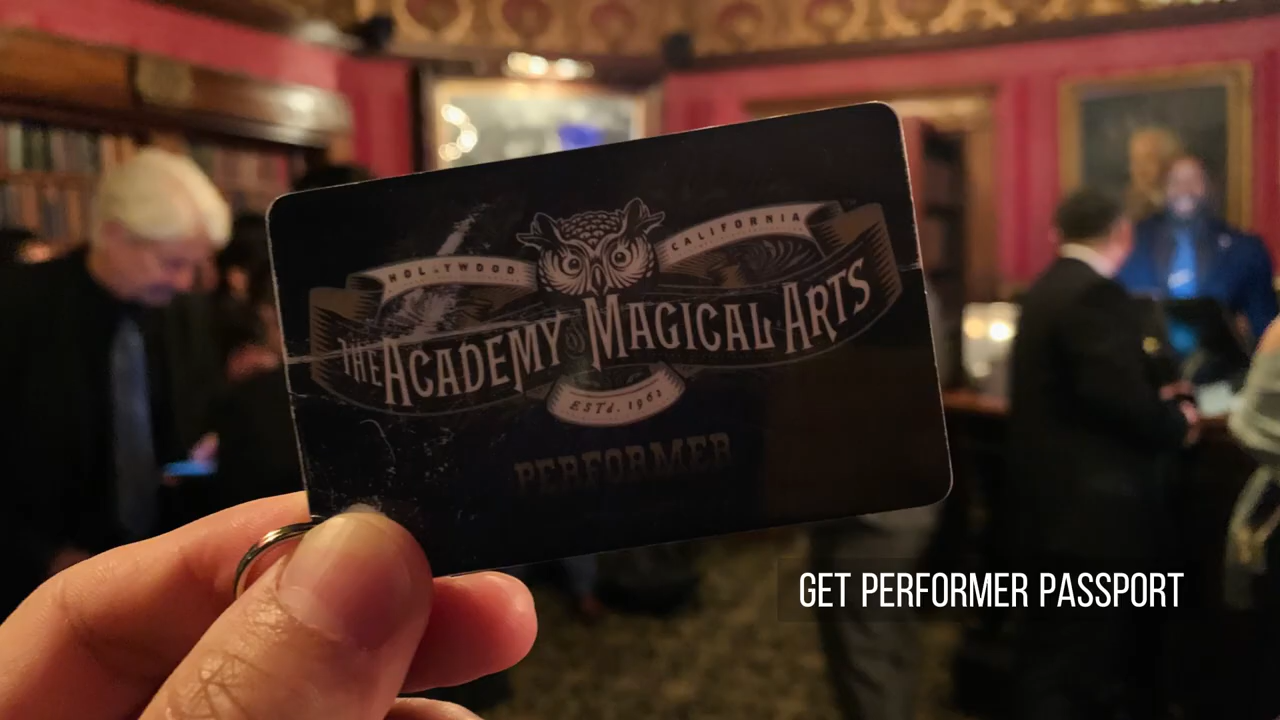 HOLLYWOOD
CALIFORNIA
THE ACADEMY OF MAGICAL ARTS
ESTd. 1962
PERFORMER
GET PERFORMER PASSPORT